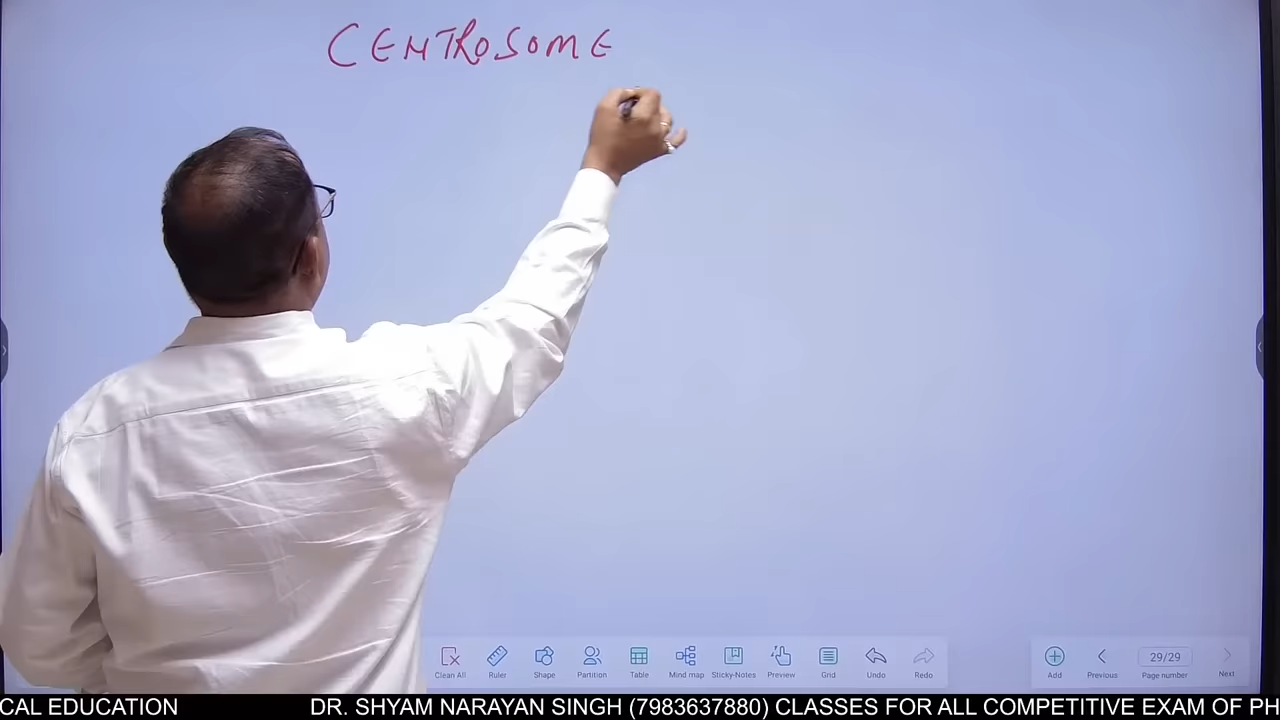 CENTROSOME
Clean All Ruler Shape Partition Table Mind map Sticky-Notes Preview Grid Undo Redo Add Previous 29/29 Page number Next
CAL EDUCATION DR. SHYAM NARAYAN SINGH (7983637880) CLASSES FOR ALL COMPETITIVE EXAM OF PH